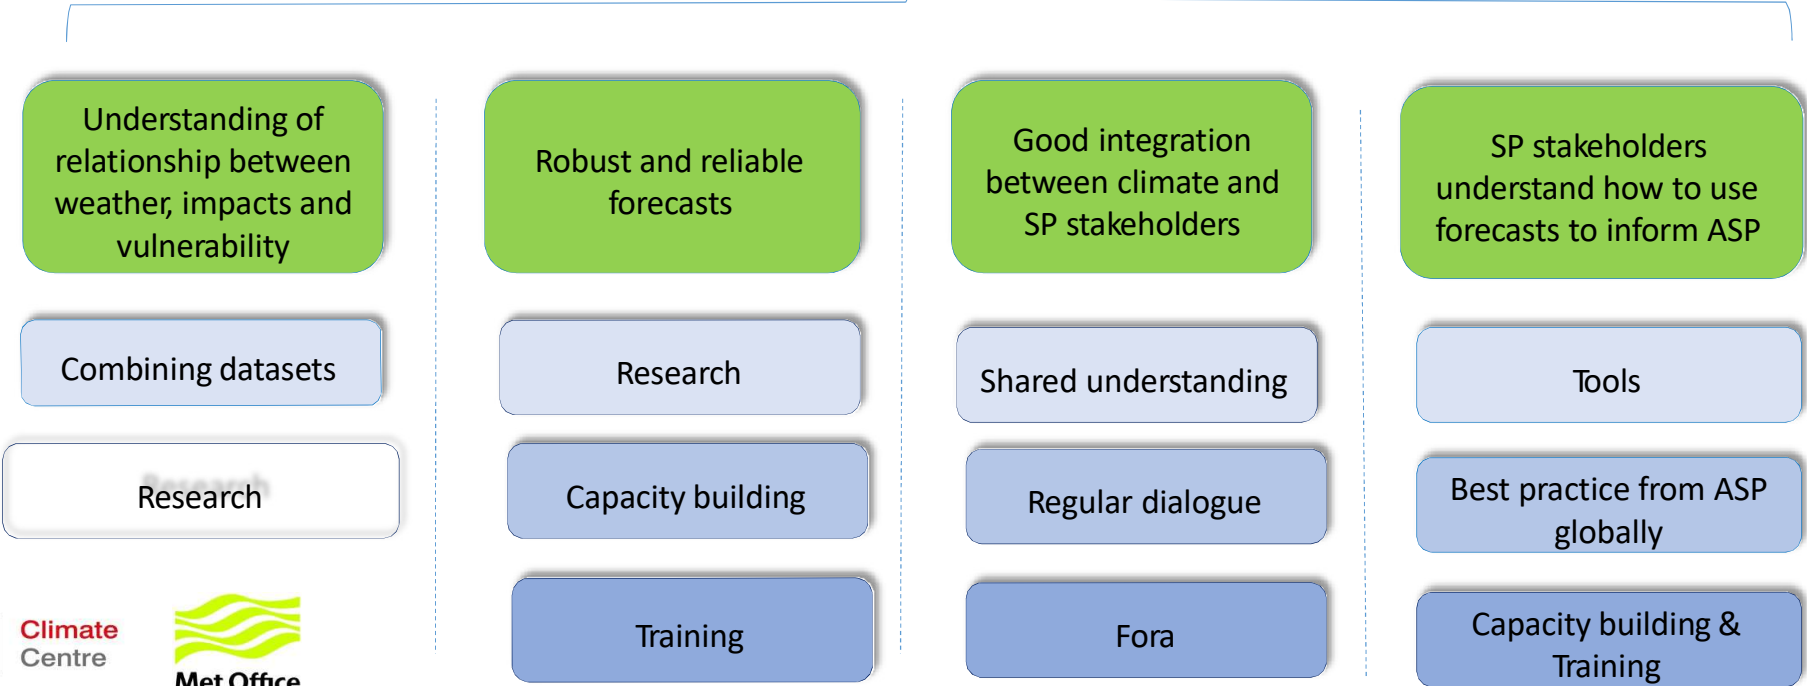 Understanding of
relationship between
weather, impacts and
vulnerability
Combining datasets
Research
Robust and reliable
forecasts
Research
Capacity building
Training
Good integration
between climate and
SP stakeholders
Shared understanding
Regular dialogue
Fora
SP stakeholders
understand how to use
forecasts to inform ASP
Tools
Best practice from ASP
globally
Capacity building &
Training
Climate
Centre
Met Office